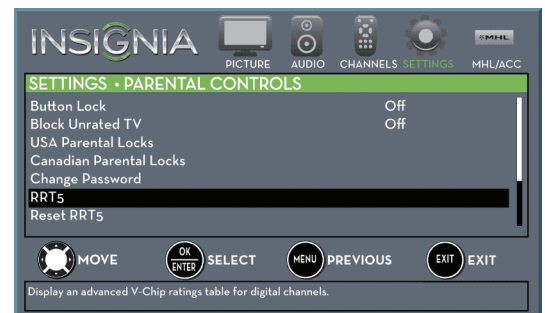 INSIGNIA
PICTURE AUDIO CHANNELS SETTINGS MHL/ACC
MHL
SETTINGS • PARENTAL CONTROLS
Button Lock Off
Block Unrated TV Off
USA Parental Locks
Canadian Parental Locks
Change Password
RRT5
Reset RRT5
MOVE OK ENTER SELECT MENU PREVIOUS EXIT EXIT
Display an advanced V-Chip ratings table for digital channels.